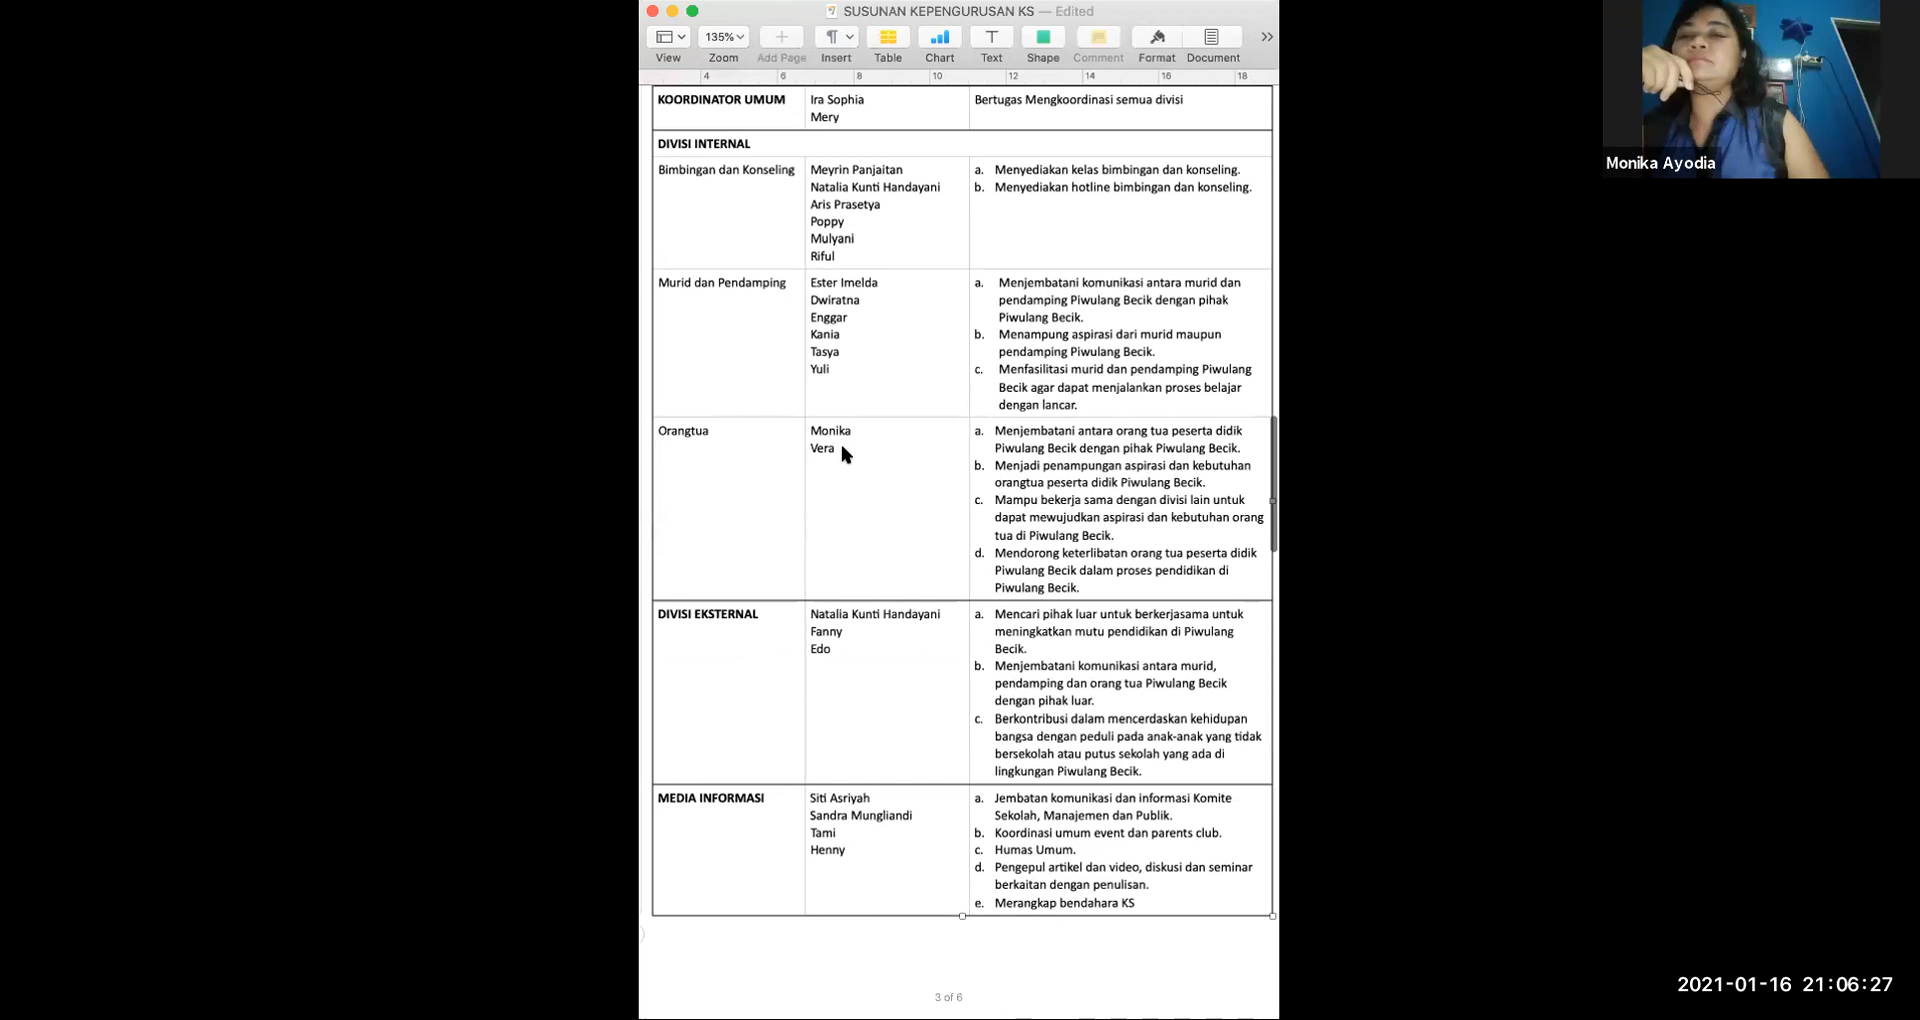 SUSUNAN KEPENGURUSAN KS — Edited
135%
View
Zoom
Add Page
Insert
Table
Chart
Text
Shape
Comment
Format
Document
4 6 8 10 12 14 16 18
KOORDINATOR UMUM
Ira Sophia
Mery
Bertugas Mengkoordinasi semua divisi
DIVISI INTERNAL
Bimbingan dan Konseling
Meyrin Panjaitan
Natalia Kunti Handayani
Aris Prasetya
Poppy
Mulyani
Riful
a. Menyediakan kelas bimbingan dan konseling.
b. Menyediakan hotline bimbingan dan konseling.
Murid dan Pendamping
Ester Imelda
Dwiratna
Enggar
Kania
Tasya
Yuli
a. Menjembatani komunikasi antara murid dan
pendamping Piwulang Becik dengan pihak
Piwulang Becik.
b. Menampung aspirasi dari murid maupun
pendamping Piwulang Becik.
c. Menfasilitasi murid dan pendamping Piwulang
Becik agar dapat menjalankan proses belajar
dengan lancar.
Orangtua
Monika
Vera
a. Menjembatani antara orang tua peserta didik
Piwulang Becik dengan pihak Piwulang Becik.
b. Menjadi penampungan aspirasi dan kebutuhan
orangtua peserta didik Piwulang Becik.
c. Mampu bekerja sama dengan divisi lain untuk
dapat mewujudkan aspirasi dan kebutuhan orang
tua di Piwulang Becik.
d. Mendorong keterlibatan orang tua peserta didik
Piwulang Becik dalam proses pendidikan di
Piwulang Becik.
DIVISI EKSTERNAL
Natalia Kunti Handayani
Fanny
Edo
a. Mencari pihak luar untuk berkerjasama untuk
meningkatkan mutu pendidikan di Piwulang
Becik.
b. Menjembatani komunikasi antara murid,
pendamping dan orang tua Piwulang Becik
dengan pihak luar.
c. Berkontribusi dalam mencerdaskan kehidupan
bangsa dengan peduli pada anak-anak yang tidak
bersekolah atau putus sekolah yang ada di
lingkungan Piwulang Becik.
MEDIA INFORMASI
Siti Asriyah
Sandra Mungliandi
Tami
Henny
a. Jembatan komunikasi dan informasi Komite
Sekolah, Manajemen dan Publik.
b. Koordinasi umum event dan parents club.
c. Humas Umum.
d. Pengepul artikel dan video, diskusi dan seminar
berkaitan dengan penulisan.
e. Merangkap bendahara KS
3 of 6
Monika Ayodia
2021-01-16 21:06:27